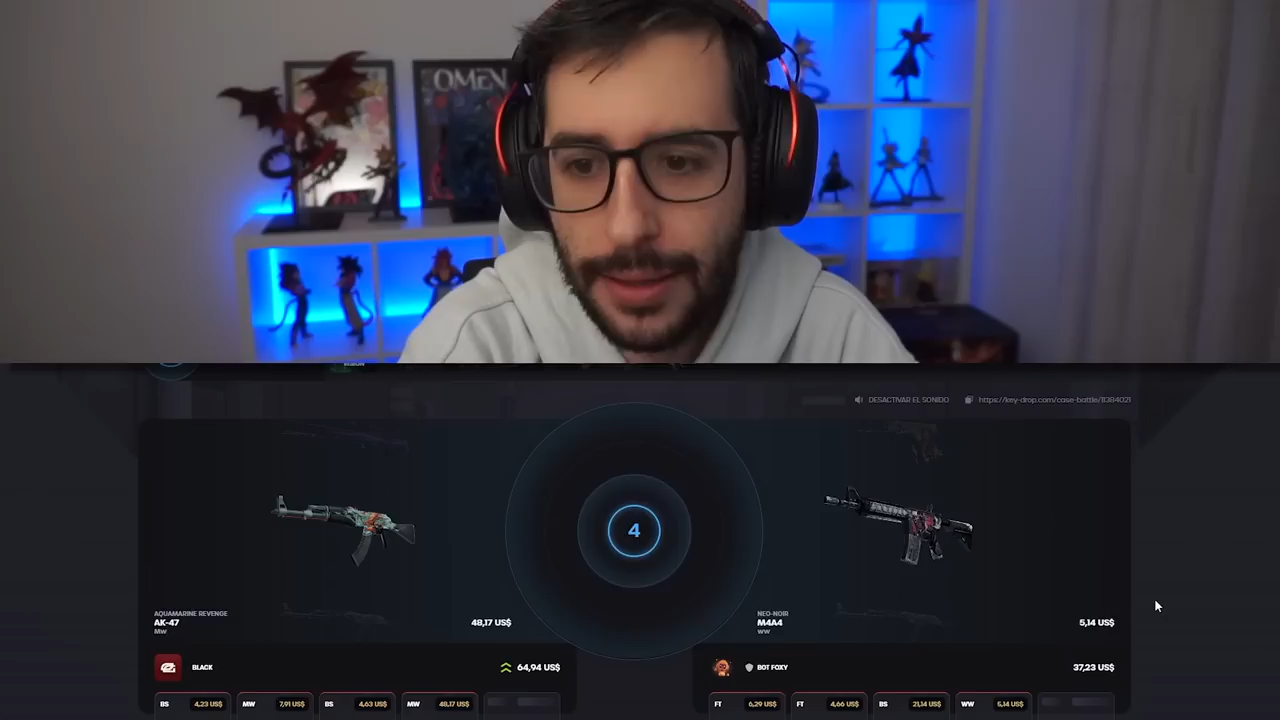 OMEN
DESACTIVAR EL SONIDO
https://key-drop.com/case-battle/11384021
4
AQUAMARINE REVENGE
AK-47
MW
48,17 US$
NEO-NOIR
M4A4
WW
5,14 US$
BLACK
64,94 US$
BOT FOXY
37,23 US$
BS 4,23 US$
MW 7,91 US$
BS 4,63 US$
MW 48,17 US$
FT 6,29 US$
FT 4,66 US$
BS 21,14 US$
WW 5,14 US$